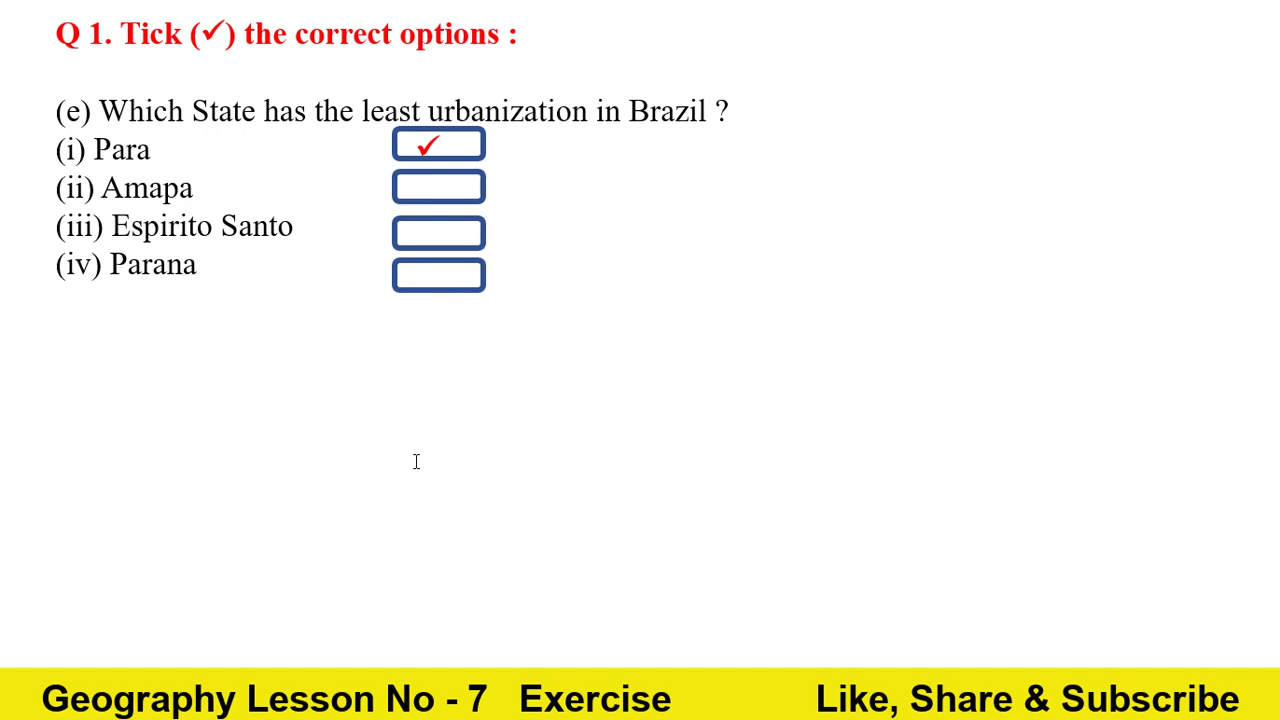 Q 1. Tick (✓) the correct options :
(e) Which State has the least urbanization in Brazil ?
(i) Para ✓
(ii) Amapa
(iii) Espirito Santo
(iv) Parana
Geography Lesson No - 7 Exercise Like, Share & Subscribe